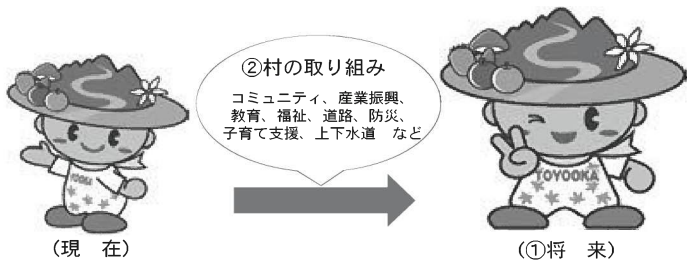 ②村の取り組み
コミュニティ、産業振興、
教育、福祉、道路、防災、
子育て支援、上下水道　など
TOYOOKA
(現　在)
(①将　来)